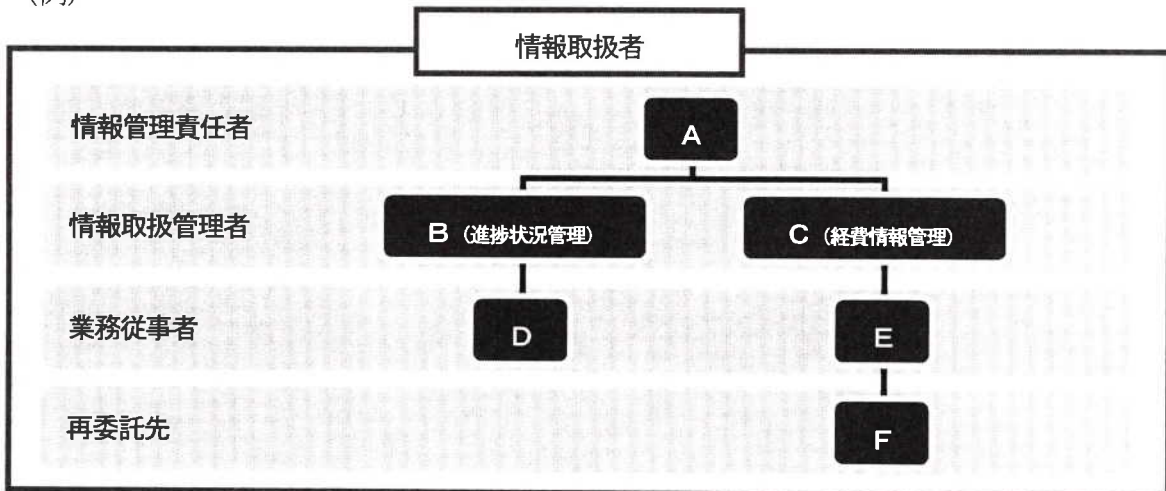 （例）
情報取扱者
情報管理責任者
A
情報取扱管理者
B（進捗状況管理）
C（経費情報管理）
業務従事者
D
E
再委託先
F